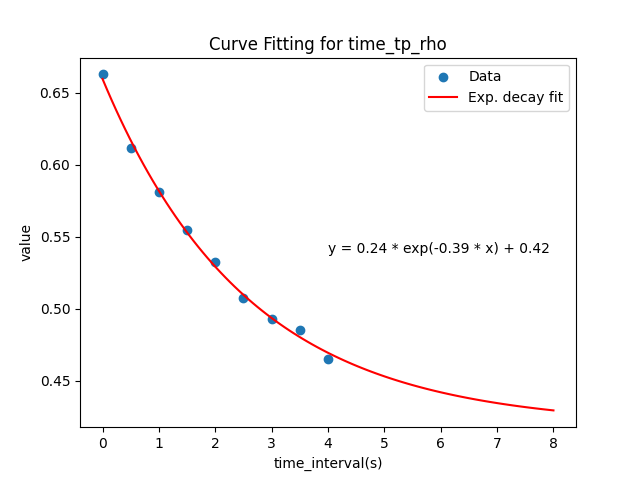 Curve Fitting for time_tp_rho
Data
Exp. decay fit
y = 0.24 * exp(-0.39 * x) + 0.42
value
0.65
0.60
0.55
0.50
0.45
0 1 2 3 4 5 6 7 8
time_interval(s)